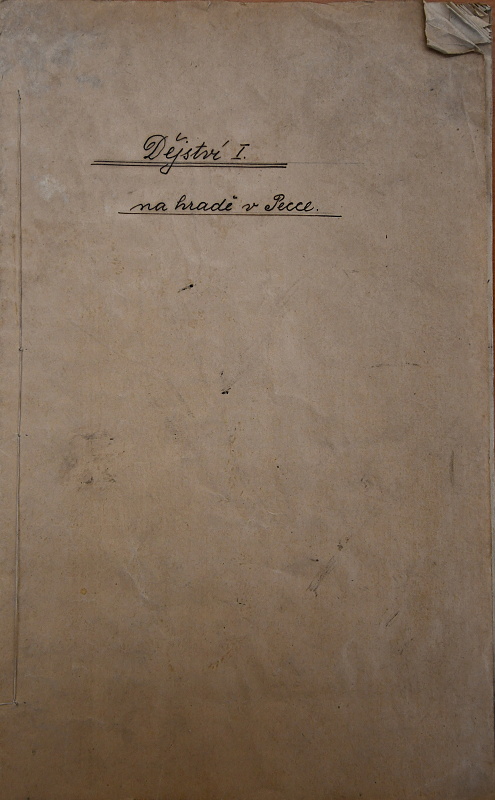 Dějství I.
na hradě v Pecce.